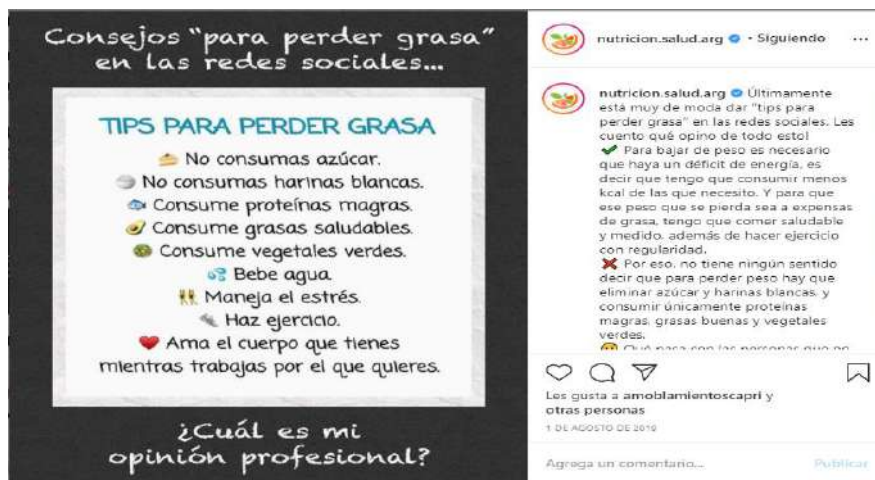 Consejos "para perder grasa"
en las redes sociales...
TIPS PARA PERDER GRASA
No consumas azúcar.
No consumas harinas blancas.
Consume proteínas magras.
Consume grasas saludables.
Consume vegetales verdes.
Bebe agua.
Maneja el estrés.
Haz ejercicio.
Ama el cuerpo que tienes
mientras trabajas por el que quieres.
¿Cuál es mi
opinión profesional?
nutricion.salud.arg • Siguiendo ...
nutricion.salud.arg Últimamente
está muy de moda dar "tips para
perder grasa" en las redes sociales. Les
cuento qué opino de todo esto!
Para bajar de peso es necesario
que haya un déficit de energía, es
decir que tengo que consumir menos
kcal de las que necesito. Y para que
ese peso que se pierda sea a expensas
de grasa, tengo que comer saludable
y medido, además de hacer ejercicio
con regularidad.
Por eso, no tiene ningún sentido
decir que para perder peso hay que
eliminar azúcar y harinas blancas, y
consumir únicamente proteínas
magras, grasas buenas y vegetales
verdes.
Qué pasa con las personas que no
Les gusta a amoblamientoscapri y
otras personas
1 DE AGOSTO DE 2019
Agrega un comentario... Publicar